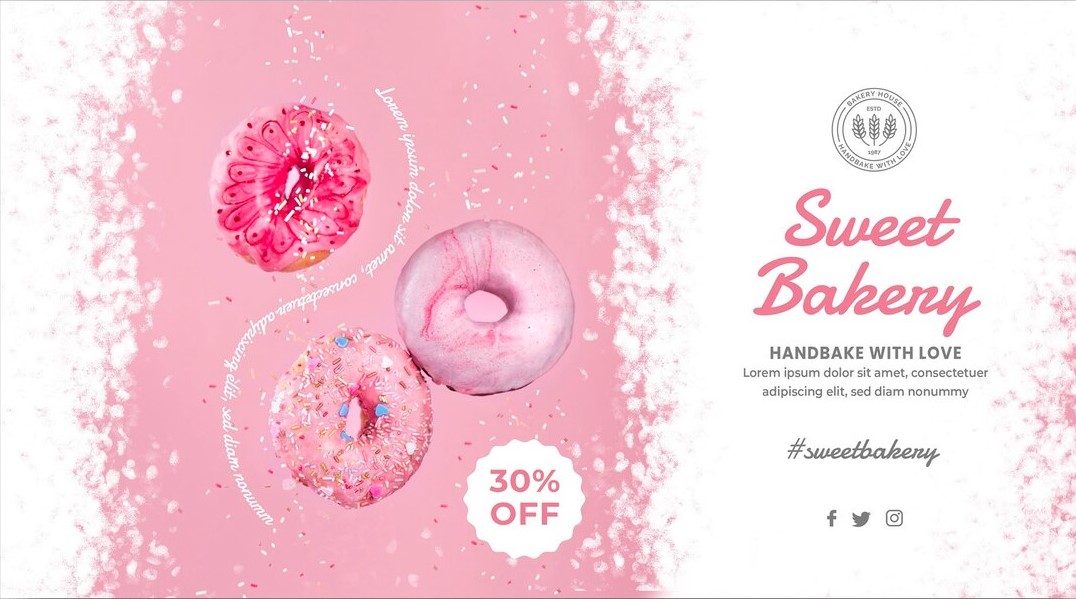 Lorem ipsum dolor sit amet, consectetuer adipiscing elit, sed diam nonummy
30%
OFF
BAKERY HOUSE
ESTD
1987
HANDBAKE WITH LOVE
Sweet
Bakery
HANDBAKE WITH LOVE
Lorem ipsum dolor sit amet, consectetuer
adipiscing elit, sed diam nonummy
#sweetbakery